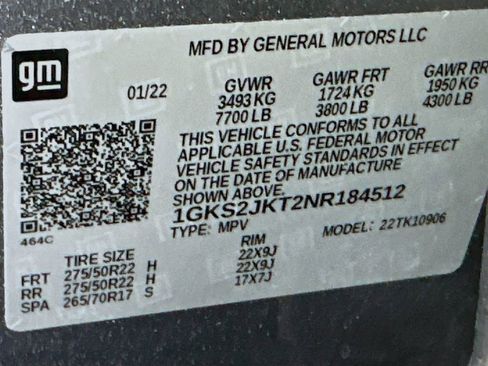 gm
MFD BY GENERAL MOTORS LLC
01/22 GVWR GAWR FRT GAWR RR
3493 KG 1724 KG 1950 KG
7700 LB 3800 LB 4300 LB
THIS VEHICLE CONFORMS TO ALL
APPLICABLE U.S. FEDERAL MOTOR
VEHICLE SAFETY STANDARDS IN EFFECT
ON THE DATE OF MANUFACTURE
SHOWN ABOVE.
1GKS2JKT2NR184512
464C
TYPE: MPV MODEL: 22TK10906
TIRE SIZE RIM
FRT 275/50R22 H 22X9J
RR 275/50R22 H 22X9J
SPA 265/70R17 S 17X7J